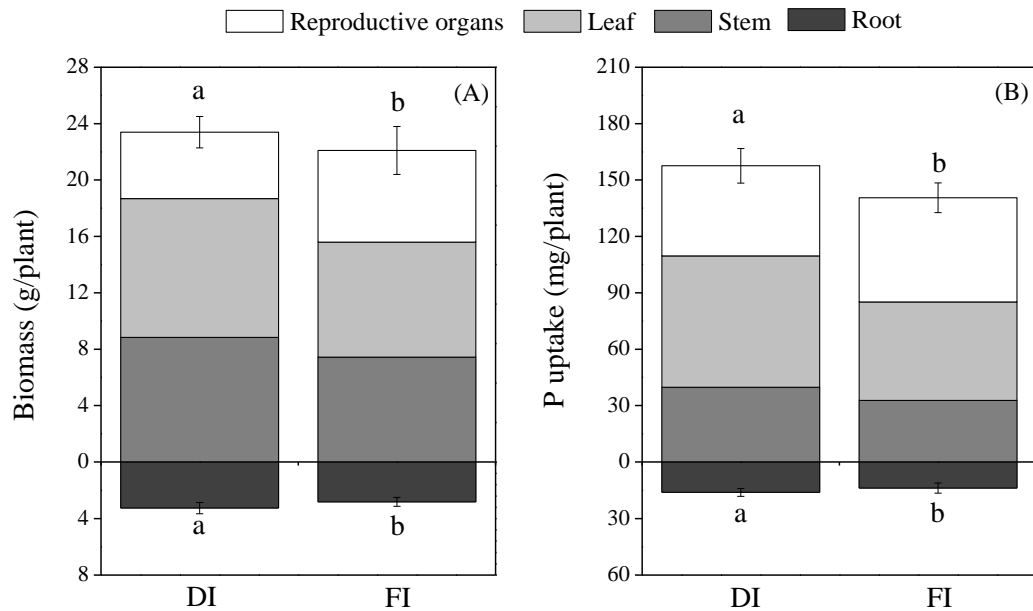 Reproductive organs Leaf Stem Root
(A)
Biomass (g/plant)
28
24
20
16
12
8
4
0
4
8
a
b
a
b
DI
FI
(B)
P uptake (mg/plant)
210
180
150
120
90
60
30
0
30
60
a
b
a
b
DI
FI